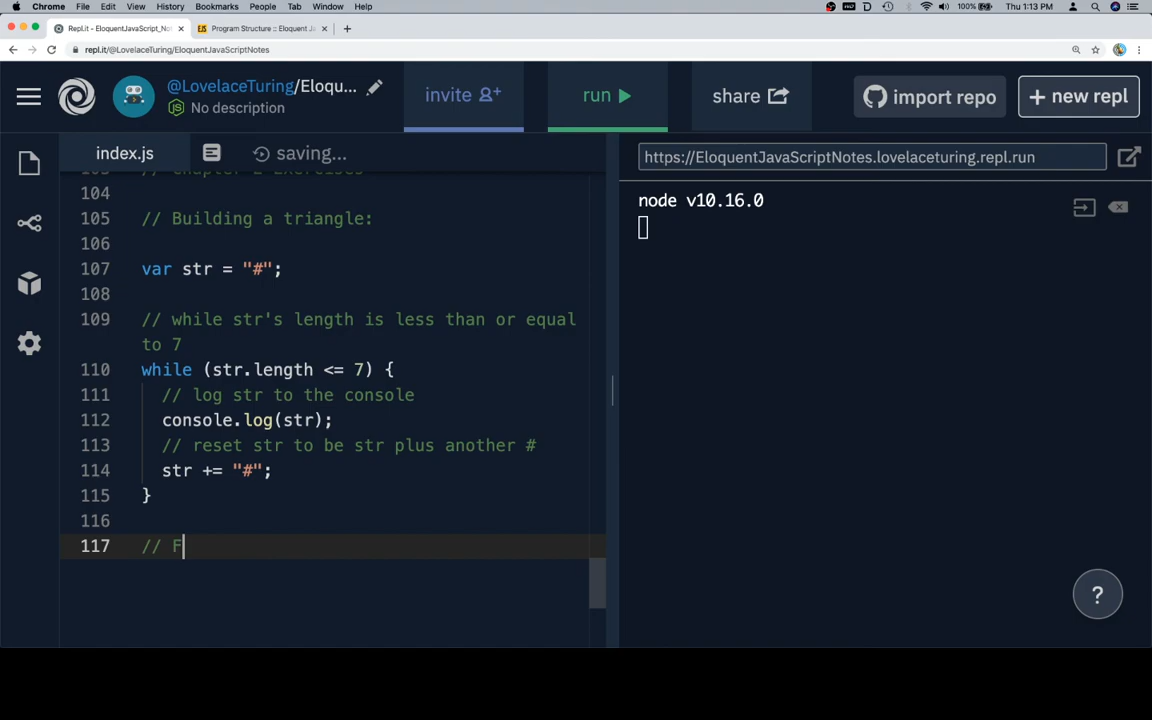 Chrome File Edit View History Bookmarks People Tab Window Help 100% Thu 1:13 PM
Repl.it - EloquentJavaScript_No × Program Structure :: Eloquent Ja × +
repl.it/@LovelaceTuring/EloquentJavaScriptNotes
@LovelaceTuring/Eloqu...
No description
invite
run
share
import repo
+ new repl
index.js
saving...
https://EloquentJavaScriptNotes.lovelaceturing.repl.run
103 // Chapter 2 Exercises
104
105 // Building a triangle:
106
107 var str = "#";
108
109 // while str's length is less than or equal
to 7
110 while (str.length <= 7) {
111 // log str to the console
112 console.log(str);
113 // reset str to be str plus another #
114 str += "#";
115 }
116
117 // F
node v10.16.0
?